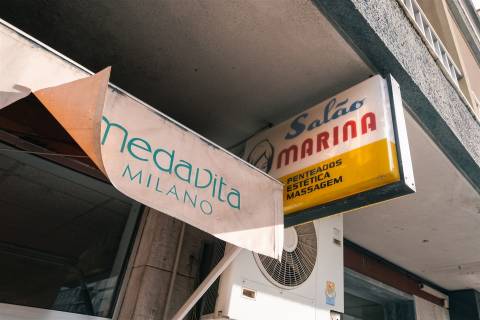 medavita
MILANO
Salão
MARINA
PENTEADOS
ESTÉTICA
MASSAGEM